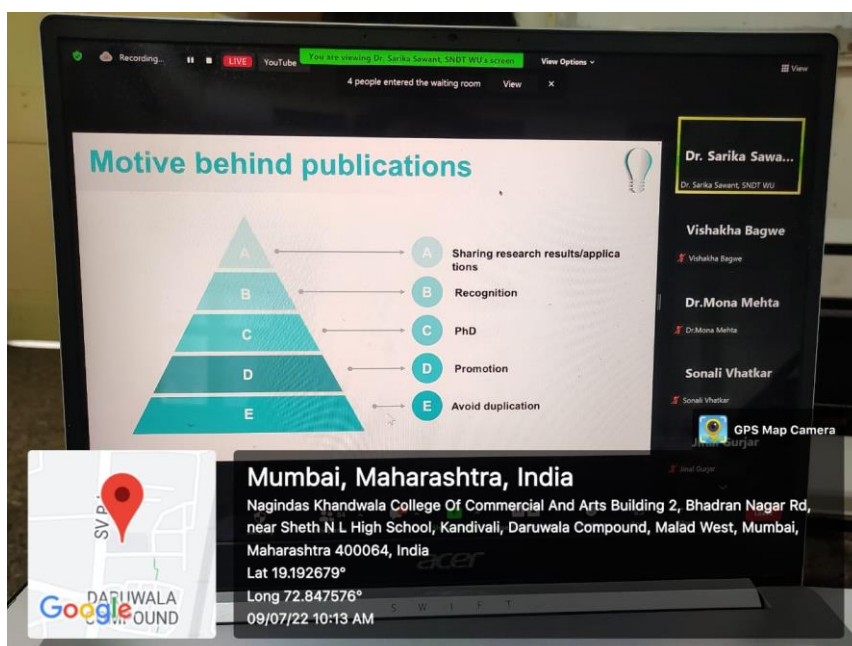 Recording...
LIVE
YouTube
You are viewing Dr. Sarika Sawant, SNDT WU's screen
View Options
View
4 people entered the waiting room
View
Motive behind publications
A
B
C
D
E
A
Sharing research results/applica
tions
B
Recognition
C
PhD
D
Promotion
E
Avoid duplication
Dr. Sarika Sawa...
Dr. Sarika Sawant, SNDT WU
Vishakha Bagwe
Vishakha Bagwe
Dr.Mona Mehta
Dr.Mona Mehta
Sonali Vhatkar
Sonali Vhatkar
Gurjar
Jinal Gurjar
GPS Map Camera
Mumbai, Maharashtra, India
Nagindas Khandwala College Of Commercial And Arts Building 2, Bhadran Nagar Rd,
near Sheth N L High School, Kandivali, Daruwala Compound, Malad West, Mumbai,
Maharashtra 400064, India
Lat 19.192679°
Long 72.847576°
09/07/22 10:13 AM
acer
SWIFT
Google
DARUWALA
COMPOUND